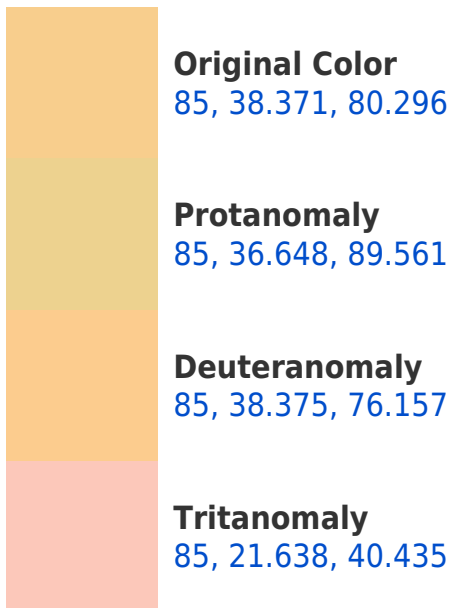 Original Color
85, 38.371, 80.296
Protanomaly
85, 36.648, 89.561
Deuteranomaly
85, 38.375, 76.157
Tritanomaly
85, 21.638, 40.435